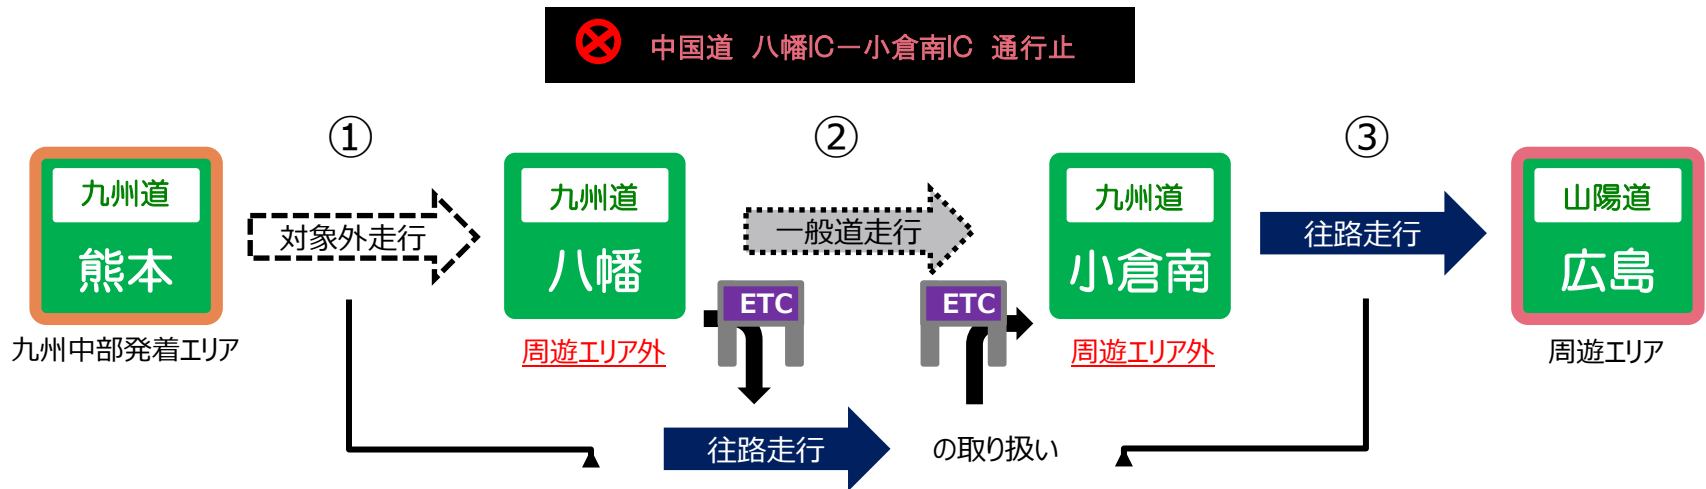 中国道 八幡IC－小倉南IC 通行止
① ② ③
九州道
熊本
九州中部発着エリア
対象外走行
九州道
八幡
周遊エリア外
一般道走行
ETC
ETC
九州道
小倉南
周遊エリア外
往路走行
山陽道
広島
周遊エリア
往路走行 の取り扱い